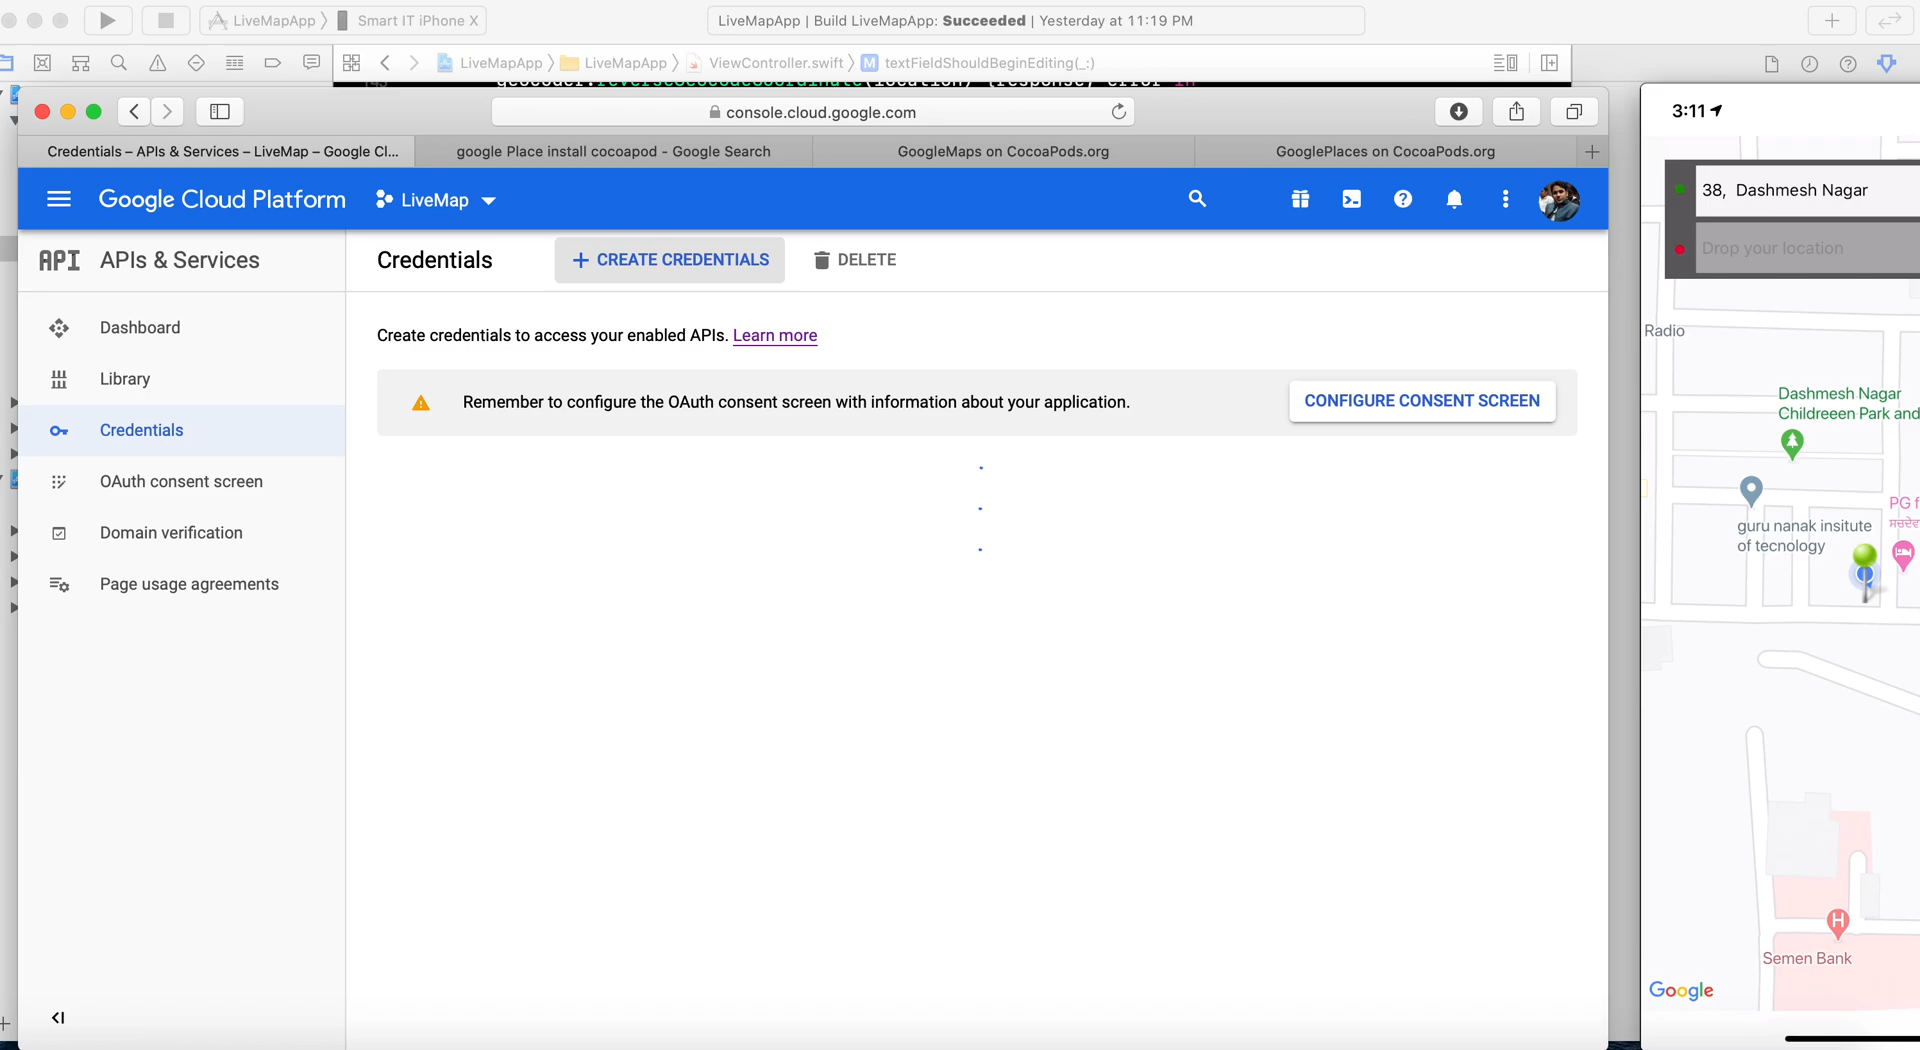 LiveMapApp
Smart IT iPhone X
LiveMapApp | Build LiveMapApp: Succeeded | Yesterday at 11:19 PM
LiveMapApp
LiveMapApp
ViewController.swift
M textFieldShouldBeginEditing(_:)
console.cloud.google.com
Credentials – APIs & Services – LiveMap – Google Cl...
google Place install cocoapod - Google Search
GoogleMaps on CocoaPods.org
GooglePlaces on CocoaPods.org
Google Cloud Platform
LiveMap
API APIs & Services
Credentials
CREATE CREDENTIALS
DELETE
Dashboard
Library
Credentials
OAuth consent screen
Domain verification
Page usage agreements
Create credentials to access your enabled APIs. Learn more
Remember to configure the OAuth consent screen with information about your application.
CONFIGURE CONSENT SCREEN
3:11
38, Dashmesh Nagar
Drop your location
Radio
Dashmesh Nagar
Childreeen Park and
guru nanak insitute
of tecnology
PG f
ਸਚਦੇਵ
H
Semen Bank
Google